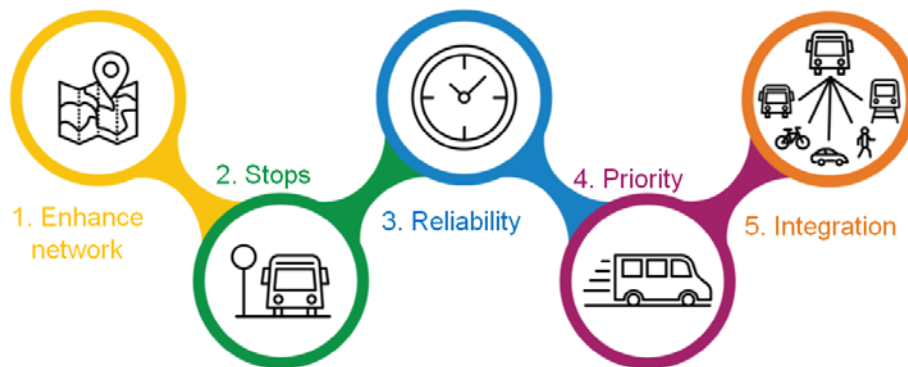 1. Enhance
network
2. Stops
3. Reliability
4. Priority
5. Integration